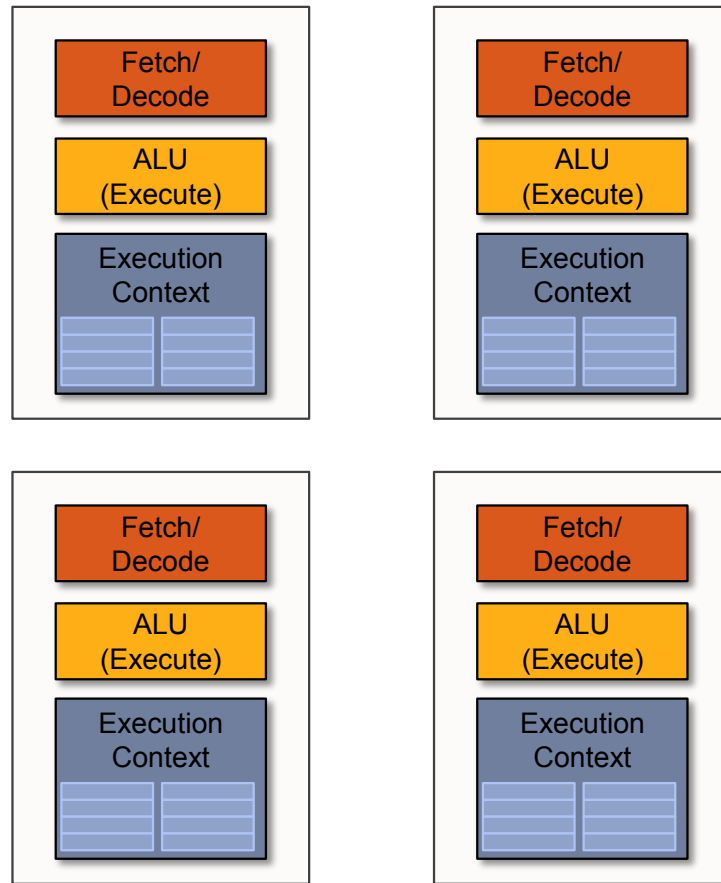 Fetch/
Decode
ALU
(Execute)
Execution
Context
Fetch/
Decode
ALU
(Execute)
Execution
Context
Fetch/
Decode
ALU
(Execute)
Execution
Context
Fetch/
Decode
ALU
(Execute)
Execution
Context